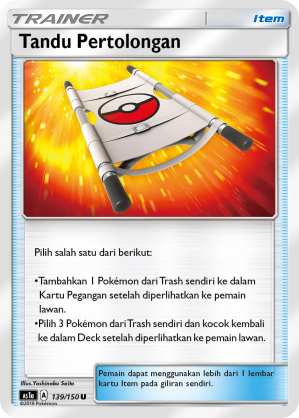 TRAINER Item
Tandu Pertolongan
Pilih salah satu dari berikut:
•Tambahkan 1 Pokémon dari Trash sendiri ke dalam
Kartu Pegangan setelah diperlihatkan ke pemain
lawan.
•Pilih 3 Pokémon dari Trash sendiri dan kocok kembali
ke dalam Deck setelah diperlihatkan ke pemain lawan.
Pemain dapat menggunakan lebih dari 1 lembar
kartu Item pada giliran sendiri.
Illus.Yoshinobu Saito
AS1a A 139/150 U
©2019 Pokémon